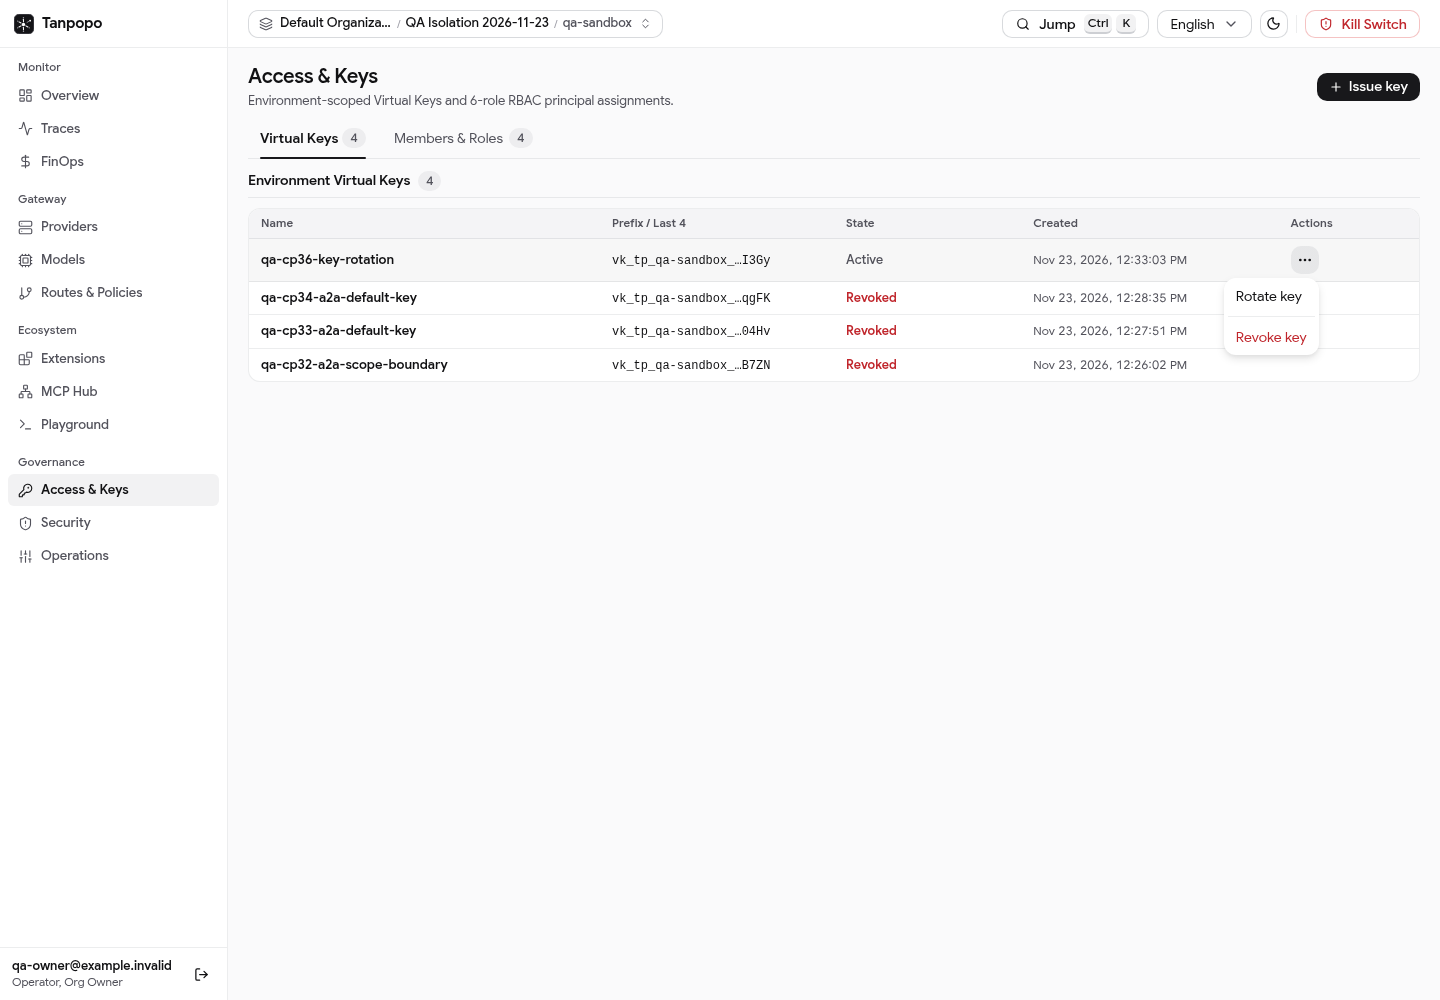 Tanpopo
Default Organiza... / QA Isolation 2026-11-23 / qa-sandbox
Jump Ctrl K
English
Kill Switch
Monitor
Overview
Traces
FinOps
Gateway
Providers
Models
Routes & Policies
Ecosystem
Extensions
MCP Hub
Playground
Governance
Access & Keys
Security
Operations
qa-owner@example.invalid
Operator, Org Owner
Access & Keys
Environment-scoped Virtual Keys and 6-role RBAC principal assignments.
+ Issue key
Virtual Keys 4
Members & Roles 4
Environment Virtual Keys 4
Name Prefix / Last 4 State Created Actions
qa-cp36-key-rotation vk_tp_qa-sandbox_…I3Gy Active Nov 23, 2026, 12:33:03 PM
qa-cp34-a2a-default-key vk_tp_qa-sandbox_…qgFK Revoked Nov 23, 2026, 12:28:35 PM
qa-cp33-a2a-default-key vk_tp_qa-sandbox_…04Hv Revoked Nov 23, 2026, 12:27:51 PM
qa-cp32-a2a-scope-boundary vk_tp_qa-sandbox_…B7ZN Revoked Nov 23, 2026, 12:26:02 PM
Rotate key
Revoke key